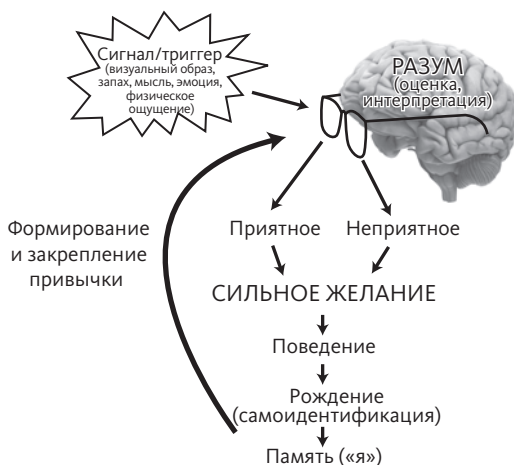 Сигнал/триггер
(визуальный образ,
запах, мысль, эмоция,
физическое
ощущение)
РАЗУМ
(оценка,
интерпретация)
Формирование
и закрепление
привычки
Приятное
Неприятное
СИЛЬНОЕ ЖЕЛАНИЕ
Поведение
Рождение
(самоидентификация)
Память («я»)